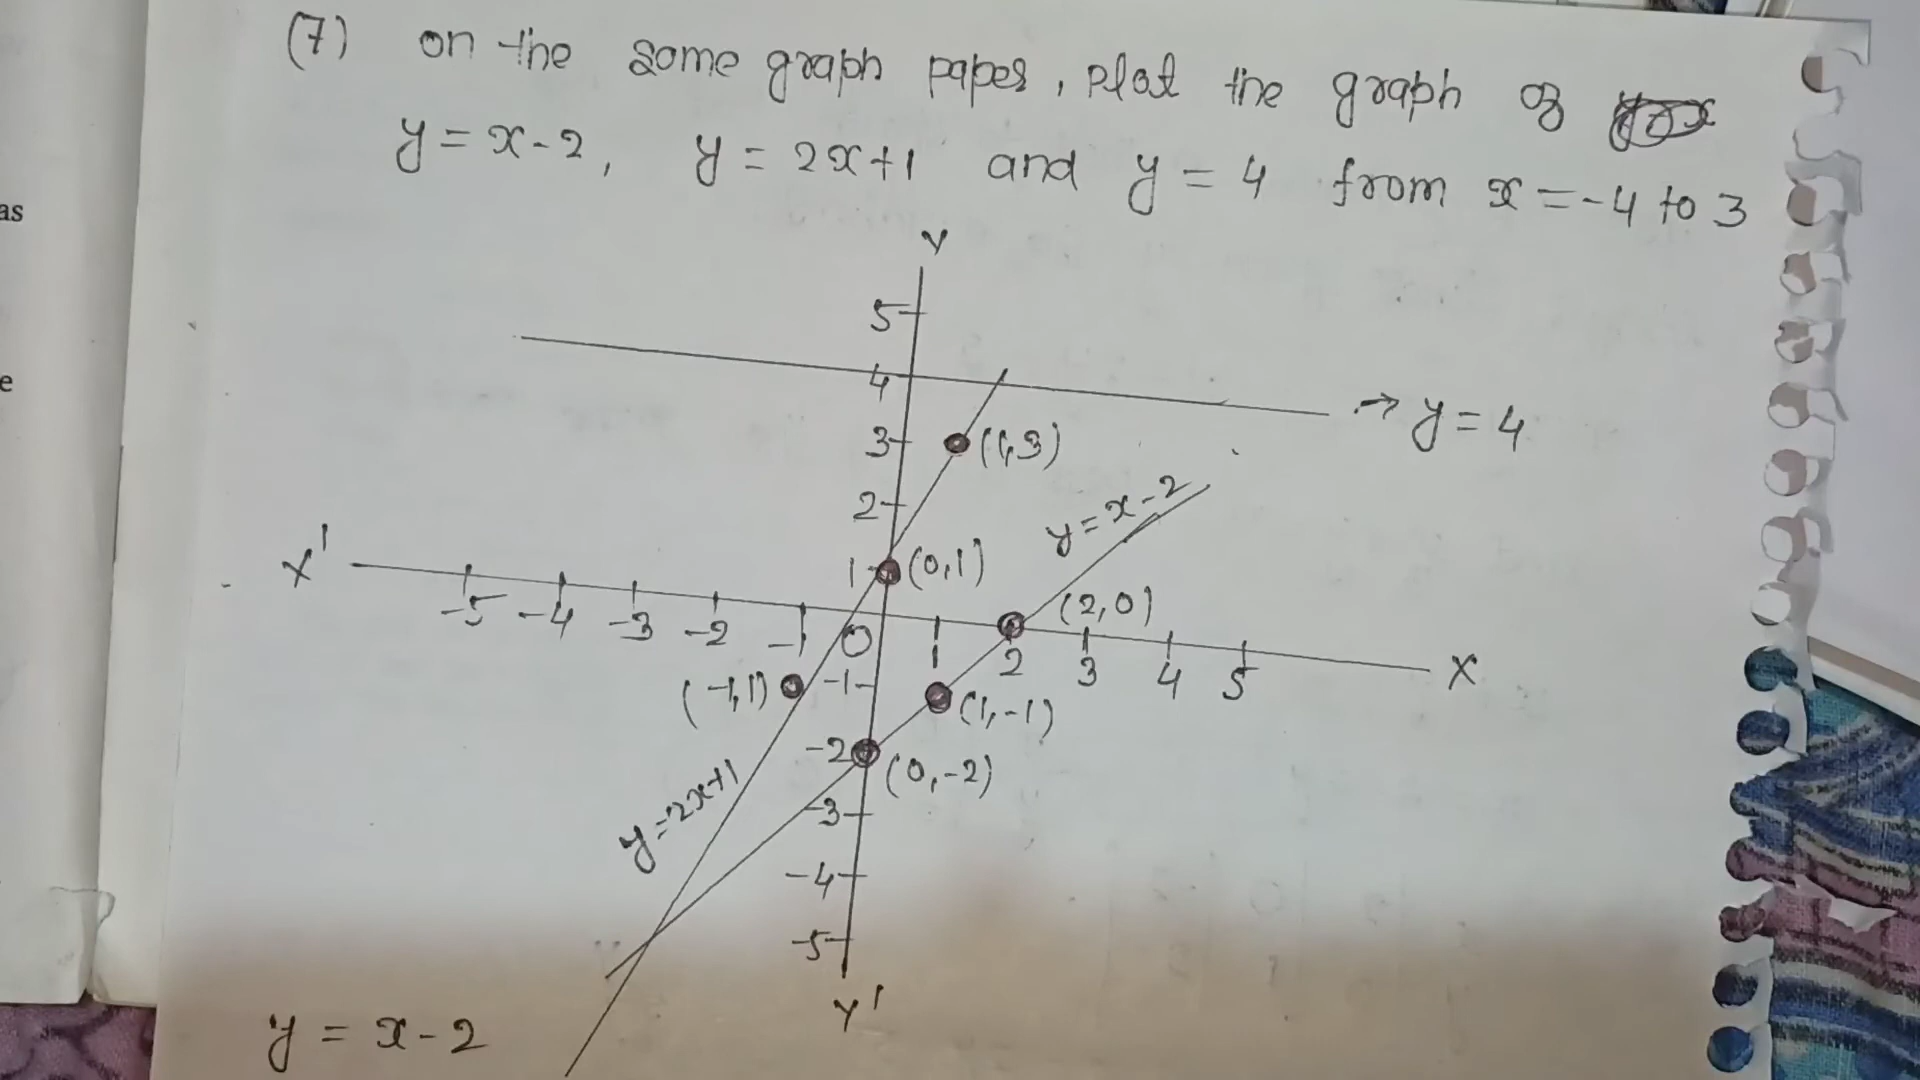 (7) on the same graph paper, plot the graph of
y = x-2, y = 2x+1 and y = 4 from x = -4 to 3
Y
5
4
→ y = 4
3
(1,3)
2
y = x-2
X'
1
(0,1)
(2,0)
-5 -4 -3 -2 -1 0 1 2 3 4 5
X
(-1,1)
-1
(1,-1)
-2
(0,-2)
y=2x+1
-3
-4
-5
Y'
y = x-2
as
e